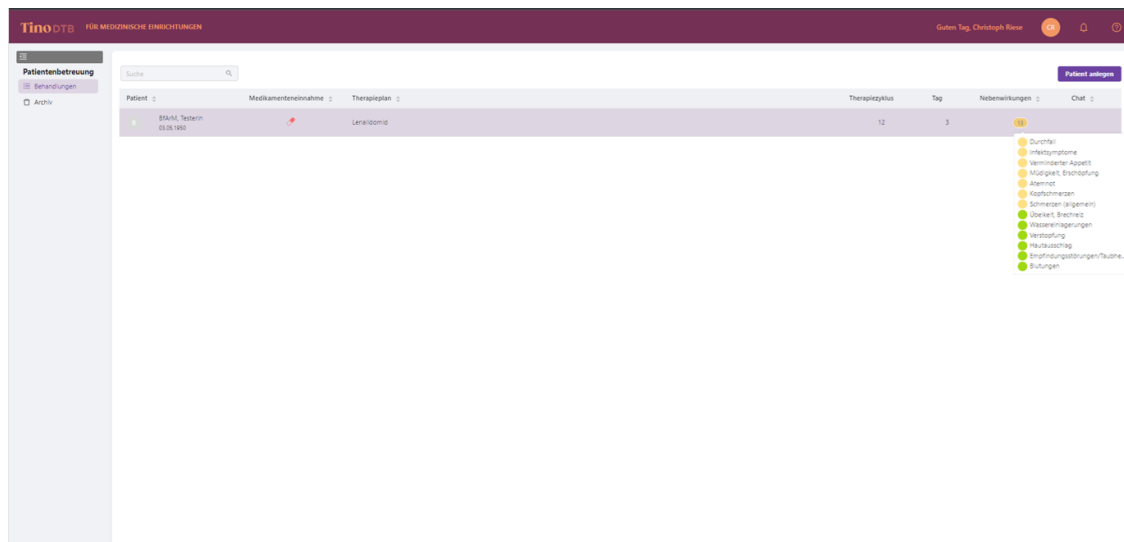 Tino DTB FÜR MEDIZINISCHE EINRICHTUNGEN
Guten Tag, Christoph Riese
CR
Patientenbetreuung
Behandlungen
Archiv
Suche
Patient anlegen
Patient Medikamenteneinnahme Therapieplan Therapiezyklus Tag Nebenwirkungen Chat
BfArM, Testerin Lenalidomid 12 3 13
03.05.1960
Durchfall
Infektsymptome
Verminderter Appetit
Müdigkeit, Erschöpfung
Atemnot
Kopfschmerzen
Schmerzen (allgemein)
Übelkeit, Brechreiz
Wassereinlagerungen
Verstopfung
Hautausschlag
Empfindungsstörungen/Taubhe...
Blutungen